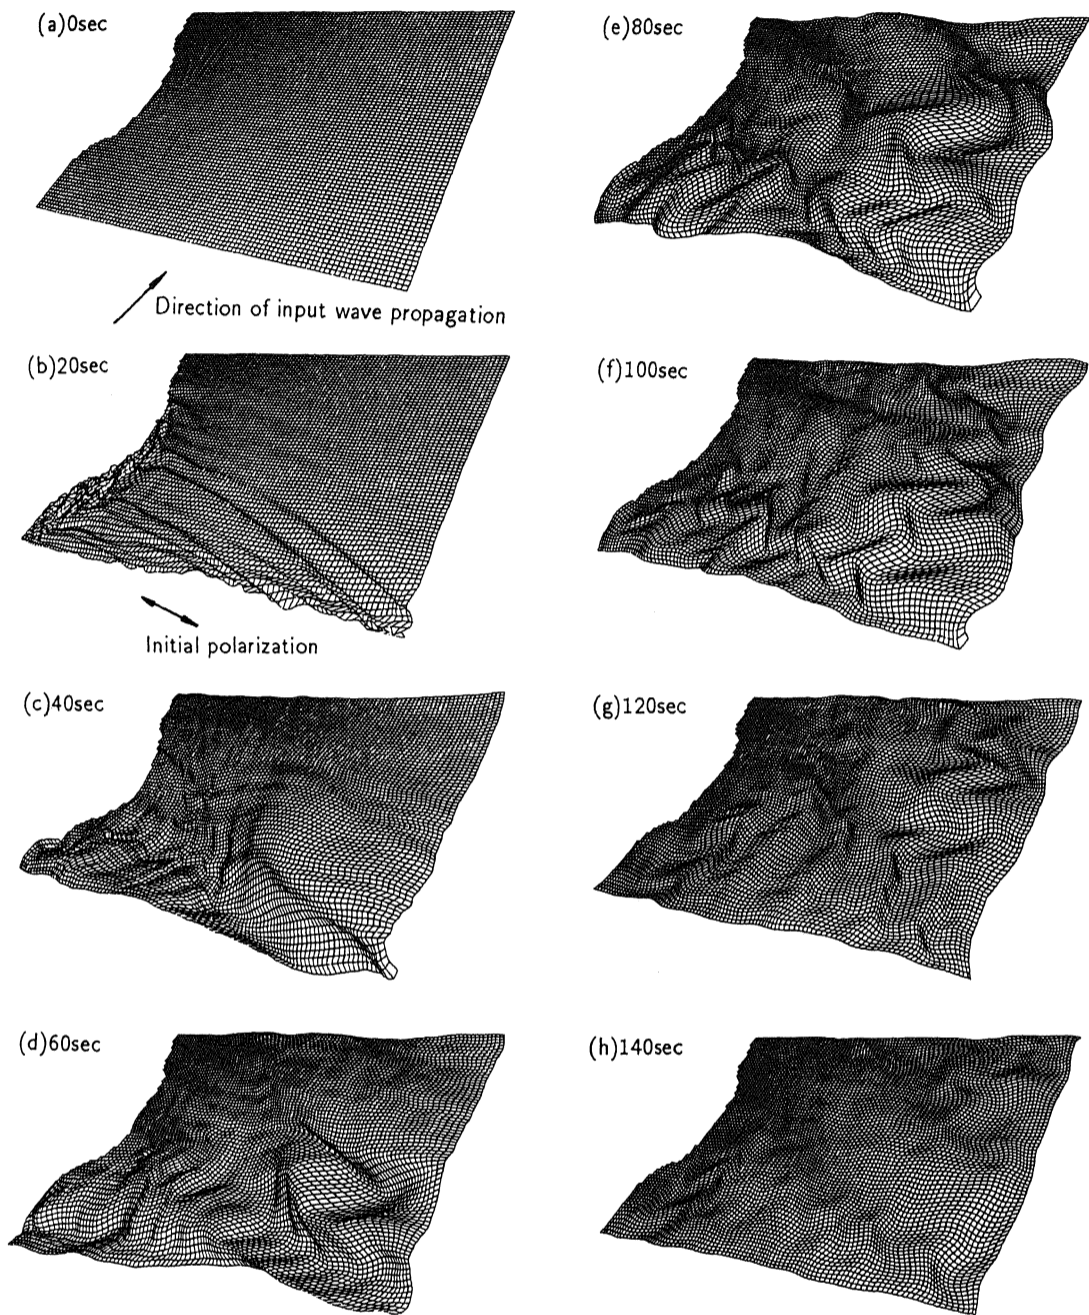 (a)0sec
Direction of input wave propagation
(b)20sec
Initial polarization
(c)40sec
(d)60sec
(e)80sec
(f)100sec
(g)120sec
(h)140sec